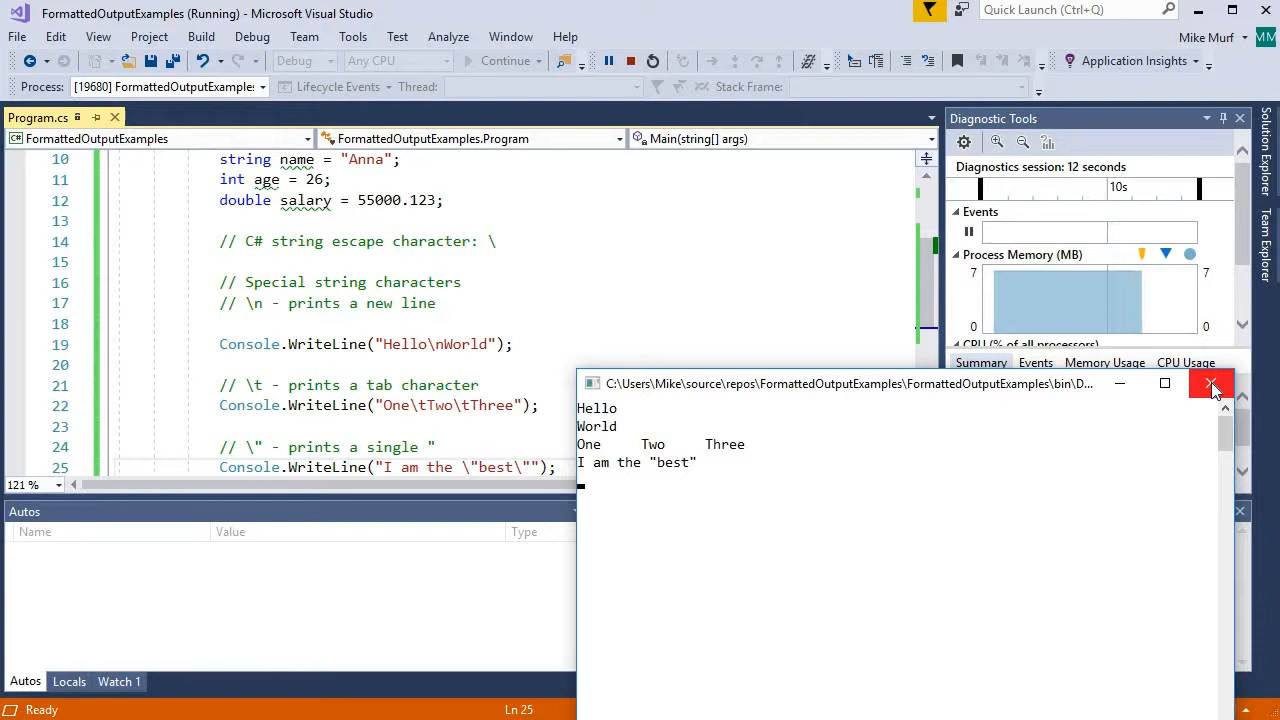 FormattedOutputExamples (Running) - Microsoft Visual Studio
Quick Launch (Ctrl+Q)
File Edit View Project Build Debug Team Tools Test Analyze Window Help
Mike Murf
MM
Debug Any CPU Continue Application Insights
Process: [19680] FormattedOutputExamples Lifecycle Events Thread: Stack Frame:
Program.cs
FormattedOutputExamples FormattedOutputExamples.Program Main(string[] args)
10 string name = "Anna";
11 int age = 26;
12 double salary = 55000.123;
13
14 // C# string escape character: \
15
16 // Special string characters
17 // \n - prints a new line
18
19 Console.WriteLine("Hello\nWorld");
20
21 // \t - prints a tab character
22 Console.WriteLine("One\tTwo\tThree");
23
24 // \" - prints a single "
25 Console.WriteLine("I am the \"best\"");
121 %
Diagnostic Tools
Diagnostics session: 12 seconds
10s
Events
Process Memory (MB)
7 7
0 0
CPU (% of all processors)
Summary Events Memory Usage CPU Usage
Solution Explorer
Team Explorer
C:\Users\Mike\source\repos\FormattedOutputExamples\FormattedOutputExamples\bin\D...
Hello
World
One Two Three
I am the "best"
Autos
Name Value Type
Autos Locals Watch 1
Ready Ln 25